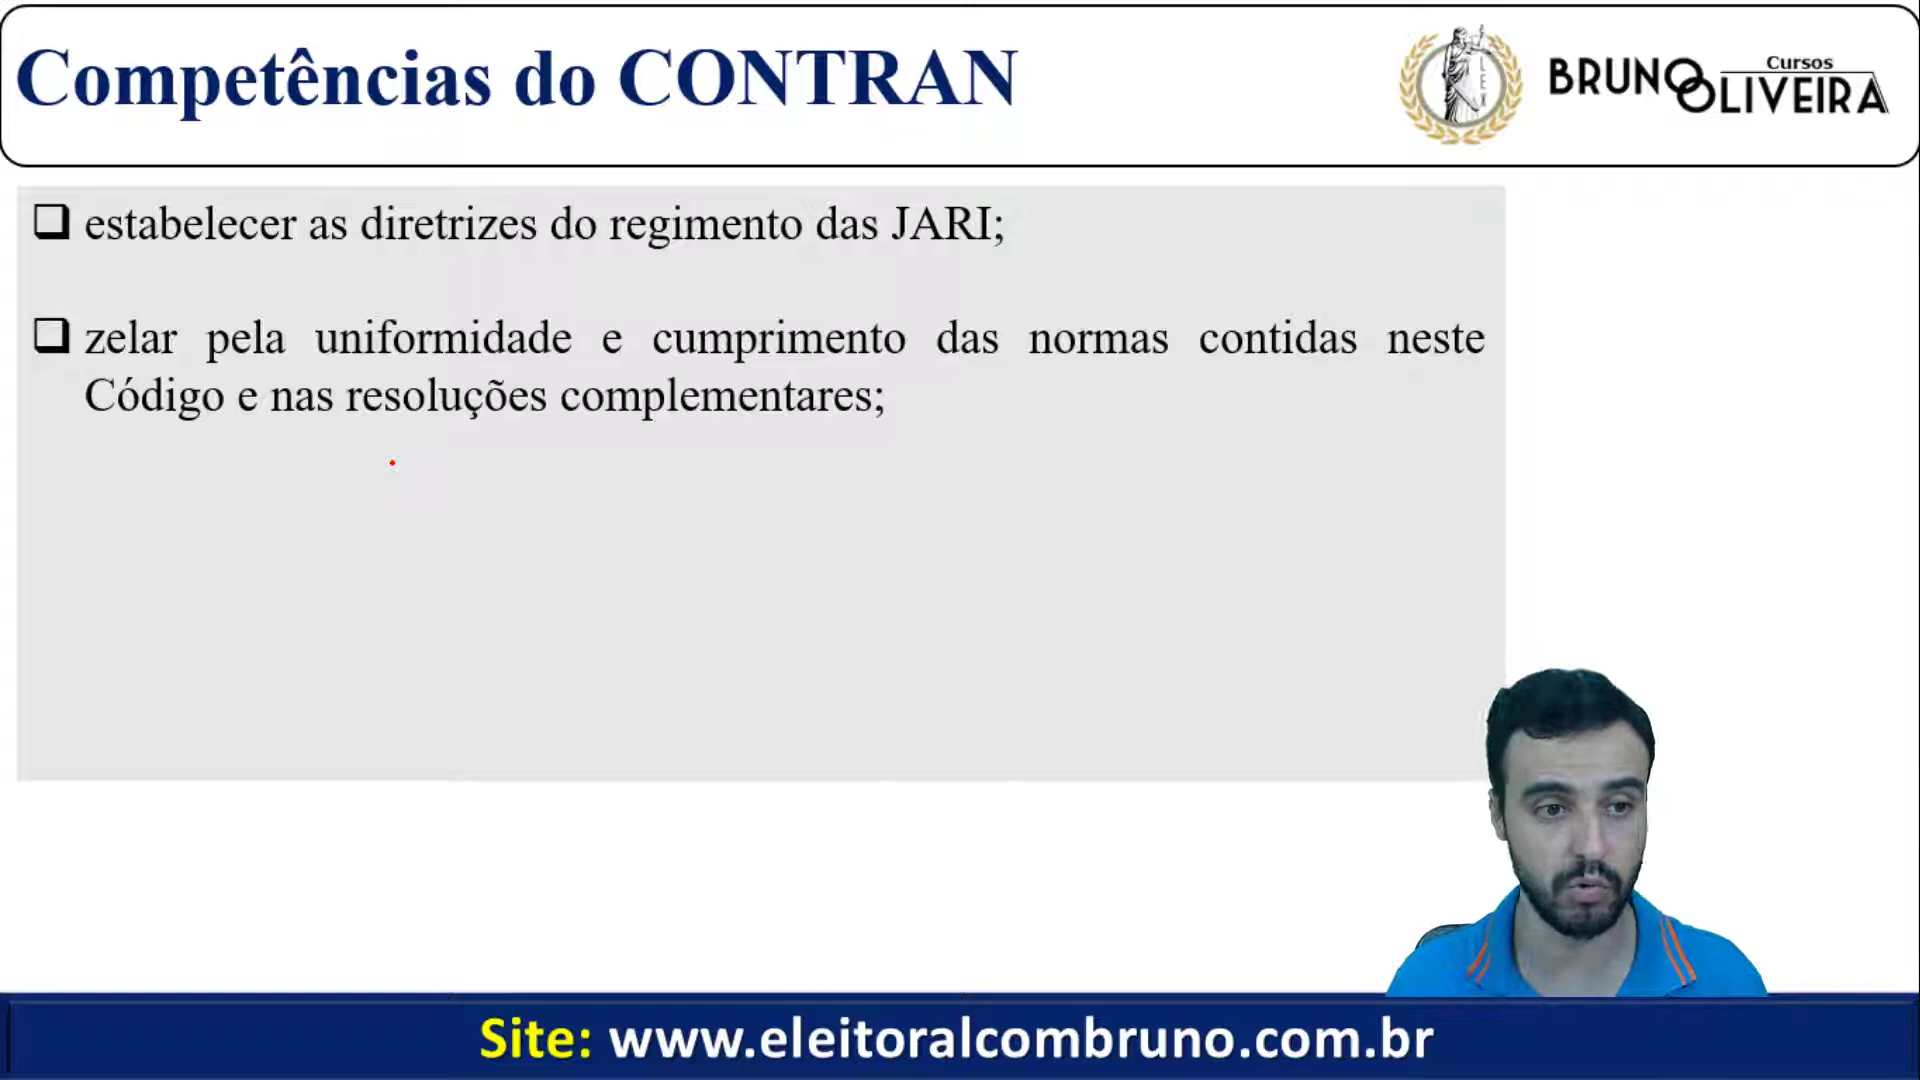 Competências do CONTRAN
LEX
Cursos
BRUNO OLIVEIRA
estabelecer as diretrizes do regimento das JARI;
zelar pela uniformidade e cumprimento das normas contidas neste
Código e nas resoluções complementares;
Site: www.eleitoralcombruno.com.br